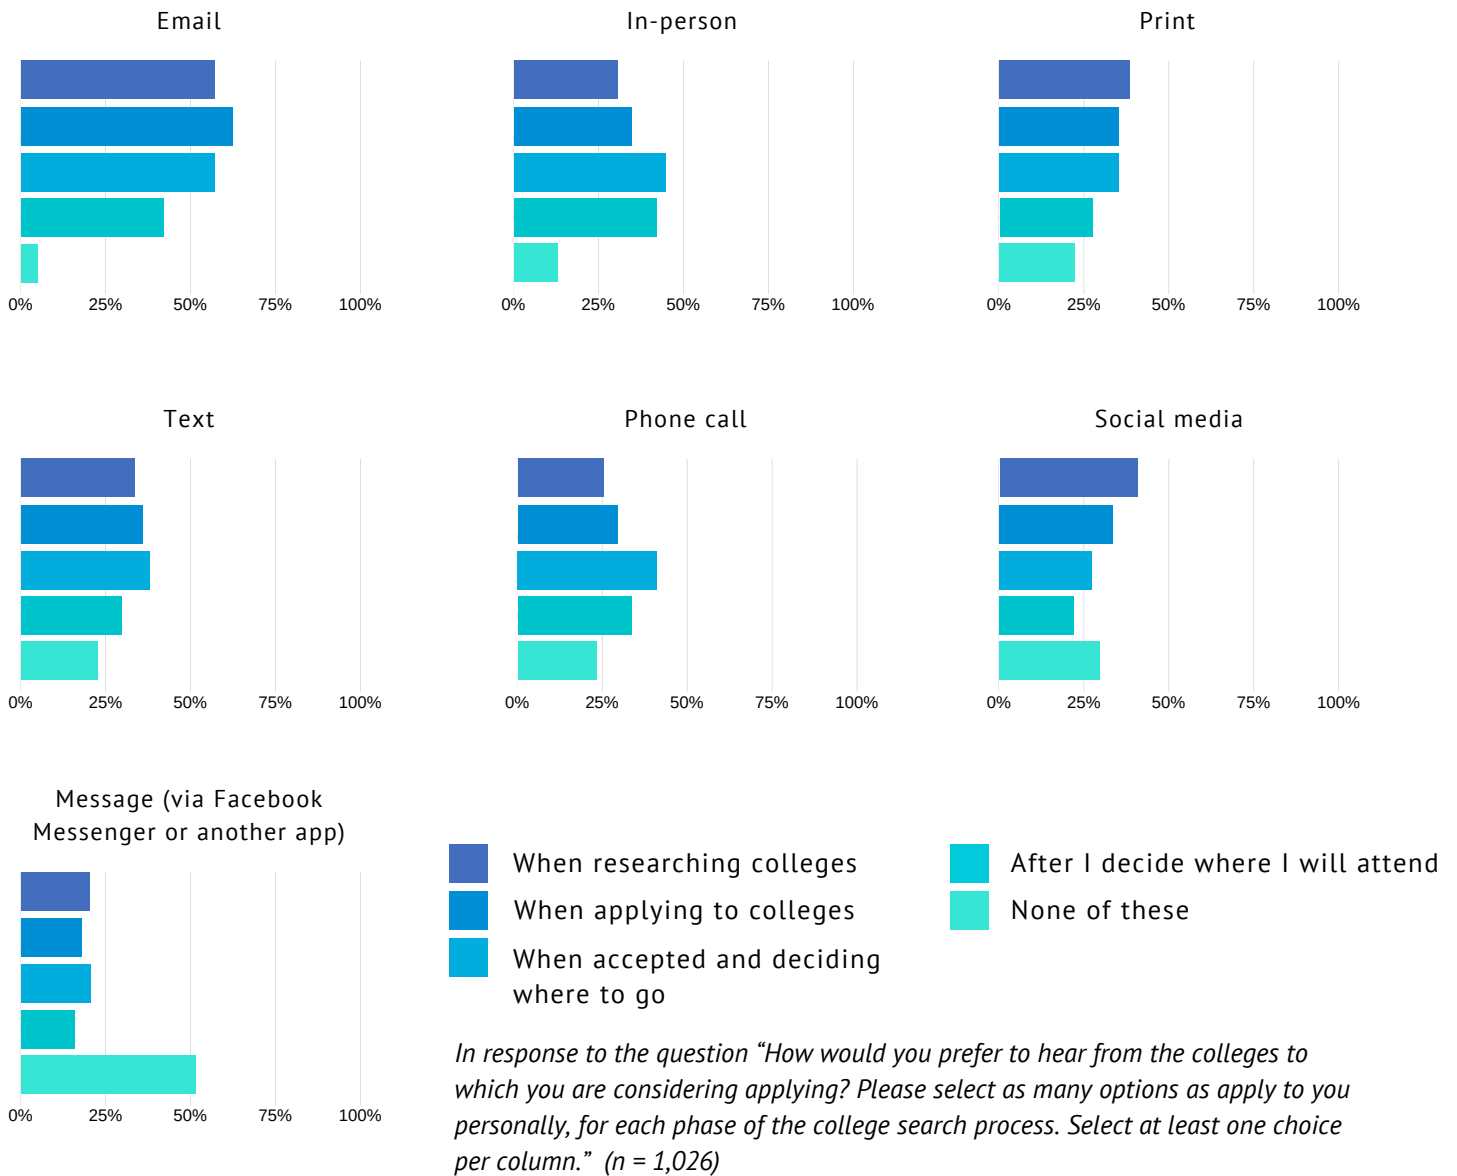 Email
In-person
Print
0% 25% 50% 75% 100%
0% 25% 50% 75% 100%
0% 25% 50% 75% 100%
Text
Phone call
Social media
0% 25% 50% 75% 100%
0% 25% 50% 75% 100%
0% 25% 50% 75% 100%
Message (via Facebook
Messenger or another app)
0% 25% 50% 75% 100%
When researching colleges
When applying to colleges
When accepted and deciding
where to go
After I decide where I will attend
None of these
In response to the question “How would you prefer to hear from the colleges to
which you are considering applying? Please select as many options as apply to you
personally, for each phase of the college search process. Select at least one choice
per column.” (n = 1,026)